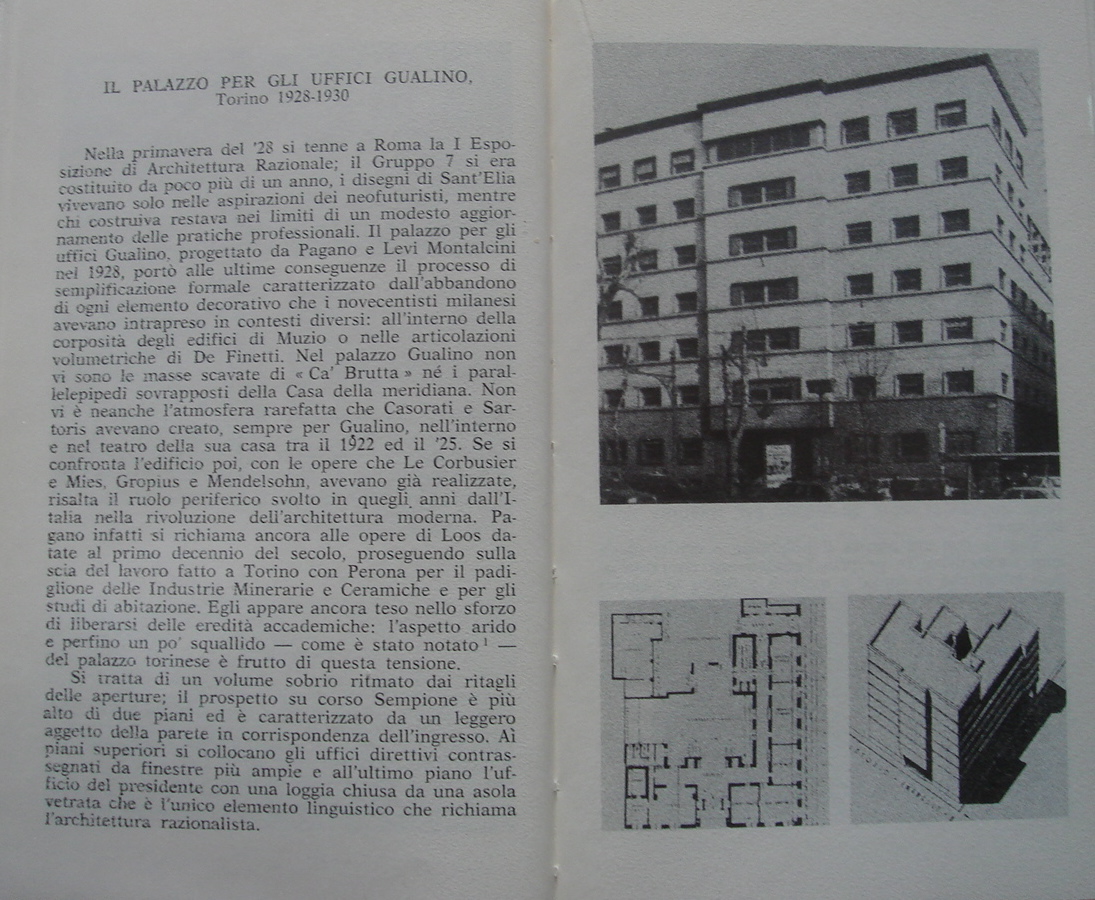 IL PALAZZO PER GLI UFFICI GUALINO,
Torino 1928-1930
Nella primavera del '28 si tenne a Roma la I Espo-
sizione di Architettura Razionale; il Gruppo 7 si era
costituito da poco più di un anno, i disegni di Sant'Elia
vivevano solo nelle aspirazioni dei neofuturisti, mentre
chi costruiva restava nei limiti di un modesto aggior-
namento delle pratiche professionali. Il palazzo per gli
uffici Gualino, progettato da Pagano e Levi Montalcini
nel 1928, portò alle ultime conseguenze il processo di
semplificazione formale caratterizzato dall'abbandono
di ogni elemento decorativo che i novecentisti milanesi
avevano intrapreso in contesti diversi: all'interno della
corposità degli edifici di Muzio o nelle articolazioni
volumetriche di De Finetti. Nel palazzo Gualino non
vi sono le masse scavate di « Ca' Brutta » né i paral-
lelepipedi sovrapposti della Casa della meridiana. Non
vi è neanche l'atmosfera rarefatta che Casorati e Sar-
toris avevano creato, sempre per Gualino, nell'interno
e nel teatro della sua casa tra il 1922 ed il '25. Se si
confronta l'edificio poi, con le opere che Le Corbusier
e Mies, Gropius e Mendelsohn, avevano già realizzate,
risalta il ruolo periferico svolto in quegli anni dall'I-
talia nella rivoluzione dell'architettura moderna. Pa-
gano infatti si richiama ancora alle opere di Loos da-
tate al primo decennio del secolo, proseguendo sulla
scia del lavoro fatto a Torino con Perona per il padi-
glione delle Industrie Minerarie e Ceramiche e per gli
studi di abitazione. Egli appare ancora teso nello sforzo
di liberarsi delle eredità accademiche: l'aspetto arido
e perfino un po' squallido — come è stato notato ¹ —
del palazzo torinese è frutto di questa tensione.
Si tratta di un volume sobrio ritmato dai ritagli
delle aperture; il prospetto su corso Sempione è più
alto di due piani ed è caratterizzato da un leggero
aggetto della parete in corrispondenza dell'ingresso. Ai
piani superiori si collocano gli uffici direttivi contras-
segnati da finestre più ampie e all'ultimo piano l'uf-
ficio del presidente con una loggia chiusa da una asola
vetrata che è l'unico elemento linguistico che richiama
l'architettura razionalista.